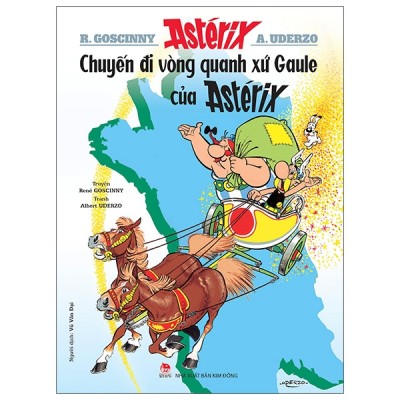 R. GOSCINNY Astérix A. UDERZO
Chuyến đi vòng quanh xứ Gaule
của Astérix
Truyện
René GOSCINNY
Tranh
Albert UDERZO
Người dịch: Vũ Văn Đại
NHÀ XUẤT BẢN KIM ĐỒNG
UDERZO